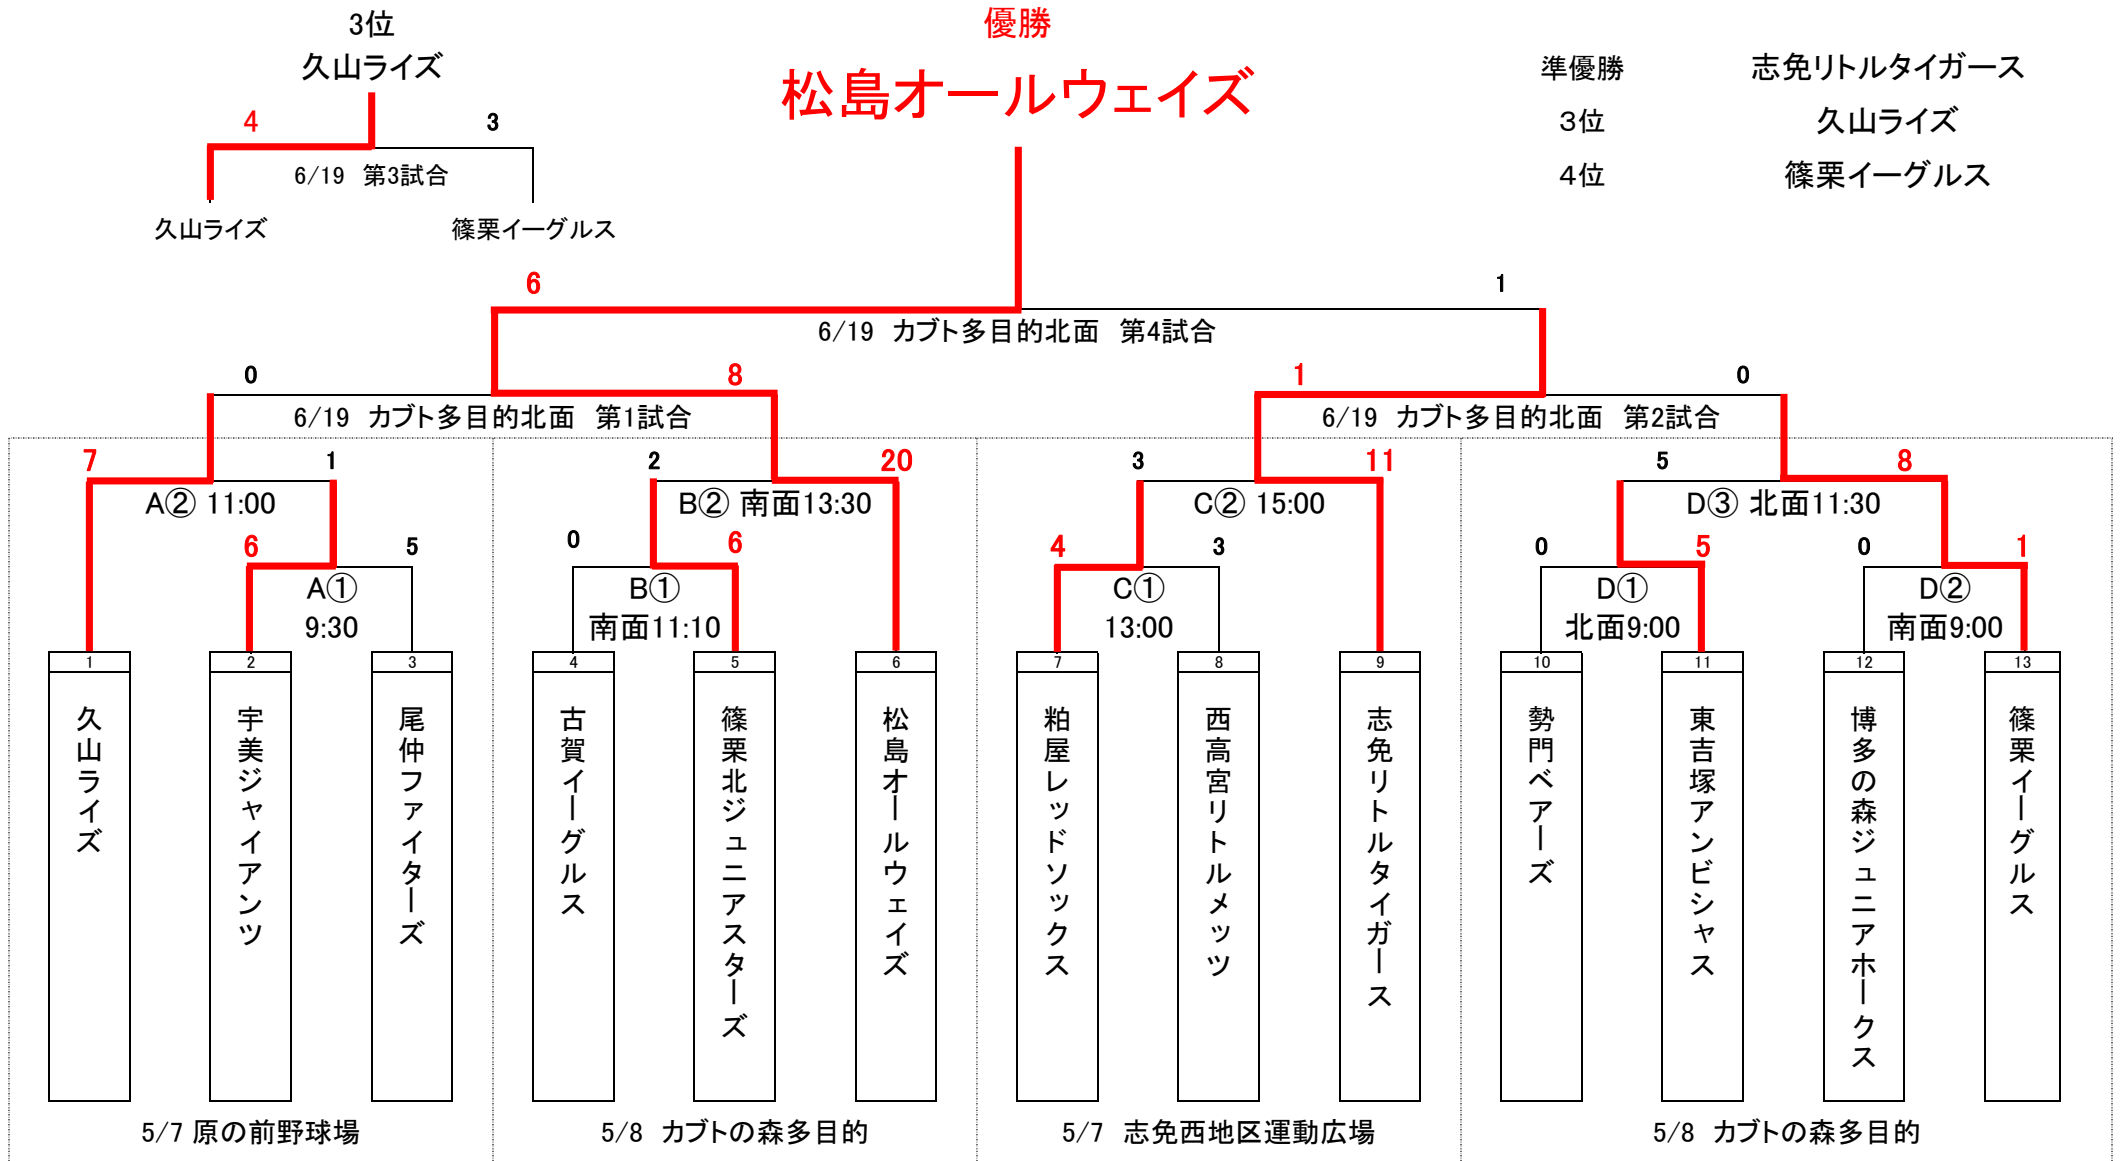 3位
久山ライズ
4 3
6/19 第3試合
久山ライズ 篠栗イーグルス
優勝
松島オールウェイズ
準優勝 志免リトルタイガース
3位 久山ライズ
4位 篠栗イーグルス
6 1
6/19 カブト多目的北面 第4試合
0 8
6/19 カブト多目的北面 第1試合
1 0
6/19 カブト多目的北面 第2試合
7 1
A② 11:00
2 20
B② 南面13:30
3 11
C② 15:00
5 8
D③ 北面11:30
6 5
A①
9:30
0 6
B①
南面11:10
4 3
C①
13:00
0 5
D①
北面9:00
0 1
D②
南面9:00
1
久山ライズ
2
宇美ジャイアンツ
3
尾仲ファイターズ
4
古賀イーグルス
5
篠栗北ジュニアスターズ
6
松島オールウェイズ
7
粕屋レッドソックス
8
西高宮リトルメッツ
9
志免リトルタイガース
10
勢門ベアーズ
11
東吉塚アンビシャス
12
博多の森ジュニアホークス
13
篠栗イーグルス
5/7 原の前野球場
5/8 カブトの森多目的
5/7 志免西地区運動広場
5/8 カブトの森多目的